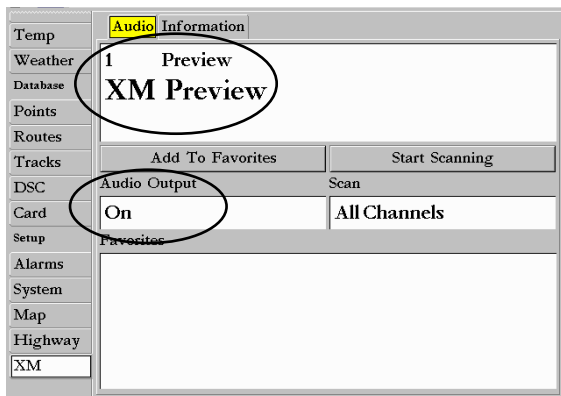 Temp
Weather
Database
Points
Routes
Tracks
DSC
Card
Setup
Alarms
System
Map
Highway
XM
Audio Information
1 Preview
XM Preview
Add To Favorites Start Scanning
Audio Output Scan
On All Channels
Favorites